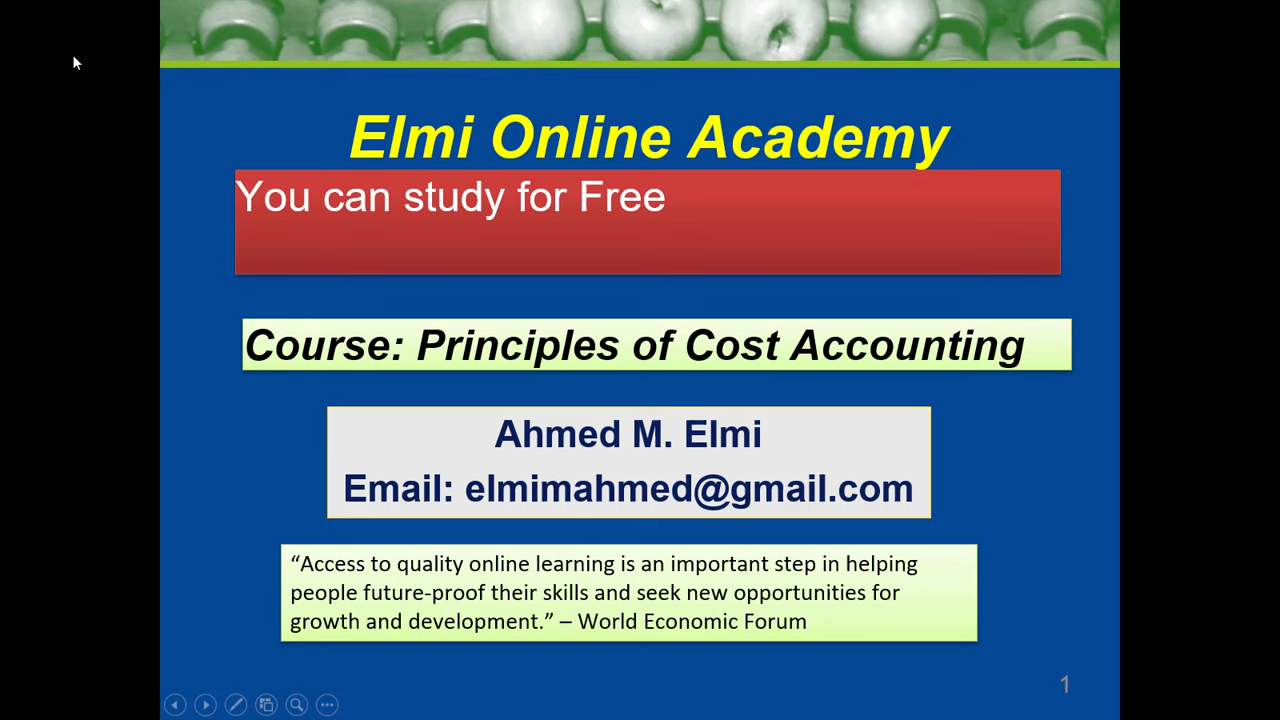 Elmi Online Academy
You can study for Free
Course: Principles of Cost Accounting
Ahmed M. Elmi
Email: elmimahmed@gmail.com
“Access to quality online learning is an important step in helping
people future-proof their skills and seek new opportunities for
growth and development.” – World Economic Forum
1